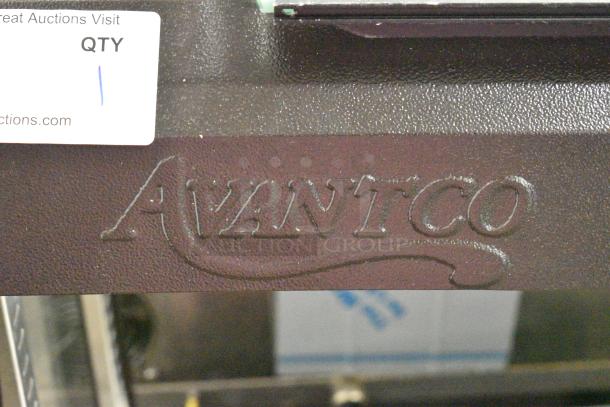 reat Auctions Visit
QTY
1
ctions.com
AVANTCO
AUCTION GROUP